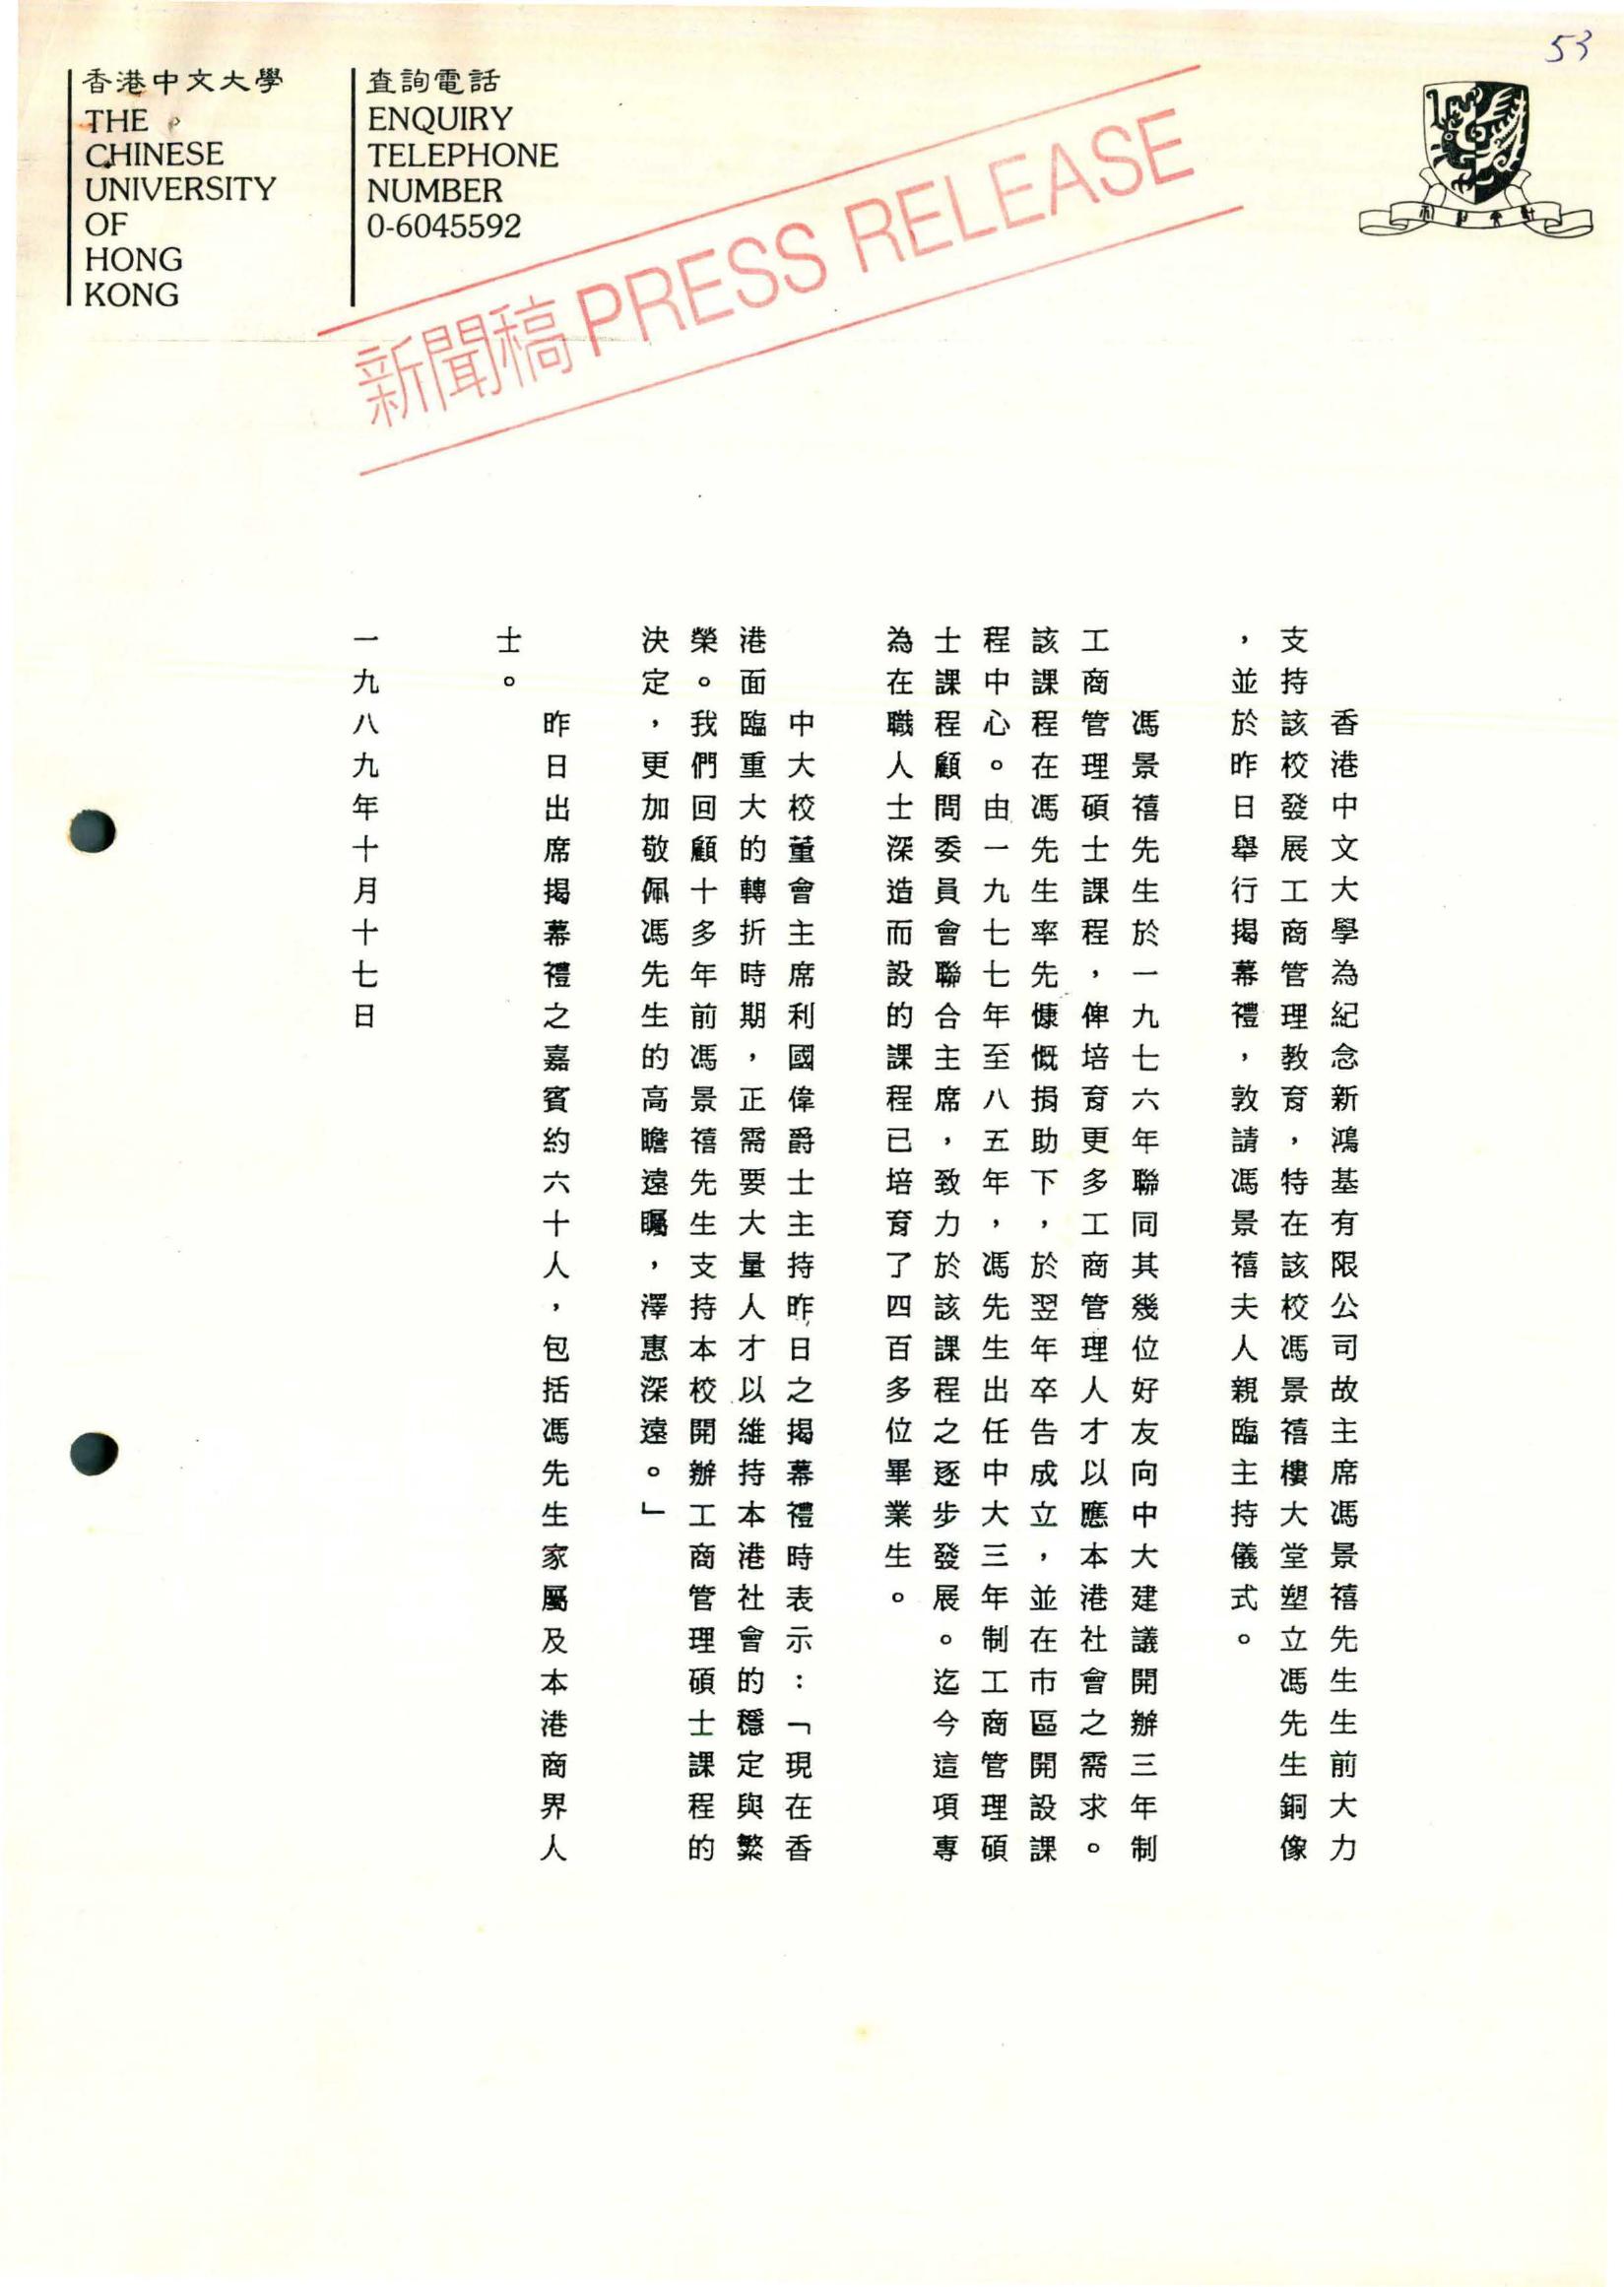 53
香港中文大學
THE
CHINESE
UNIVERSITY
OF
HONG
KONG
查詢電話
ENQUIRY
TELEPHONE
NUMBER
0-6045592
新聞稿 PRESS RELEASE
香港中文大學為紀念新鴻基有限公司故主席馮景禧先生生前大力
支持該校發展工商管理教育，特在該校馮景禧樓大堂塑立馮先生銅像
，並於昨日舉行揭幕禮，敦請馮景禧夫人親臨主持儀式。
馮景禧先生於一九七六年聯同其幾位好友向中大建議開辦三年制
工商管理碩士課程，俾培育更多工商管理人才以應本港社會之需求。
該課程在馮先生率先慷慨捐助下，於翌年卒告成立，並在市區開設課
程中心。由一九七七年至八五年，馮先生出任中大三年制工商管理碩
士課程顧問委員會聯合主席，致力於該課程之逐步發展。迄今這項專
為在職人士深造而設的課程已培育了四百多位畢業生。
中大校董會主席利國偉爵士主持昨日之揭幕禮時表示：「現在香
港面臨重大的轉折時期，正需要大量人才以維持本港社會的穩定與繁
榮。我們回顧十多年前馮景禧先生支持本校開辦工商管理碩士課程的
決定，更加敬佩馮先生的高瞻遠矚，澤惠深遠。」
昨日出席揭幕禮之嘉賓約六十人，包括馮先生家屬及本港商界人
士。
一九八九年十月十七日